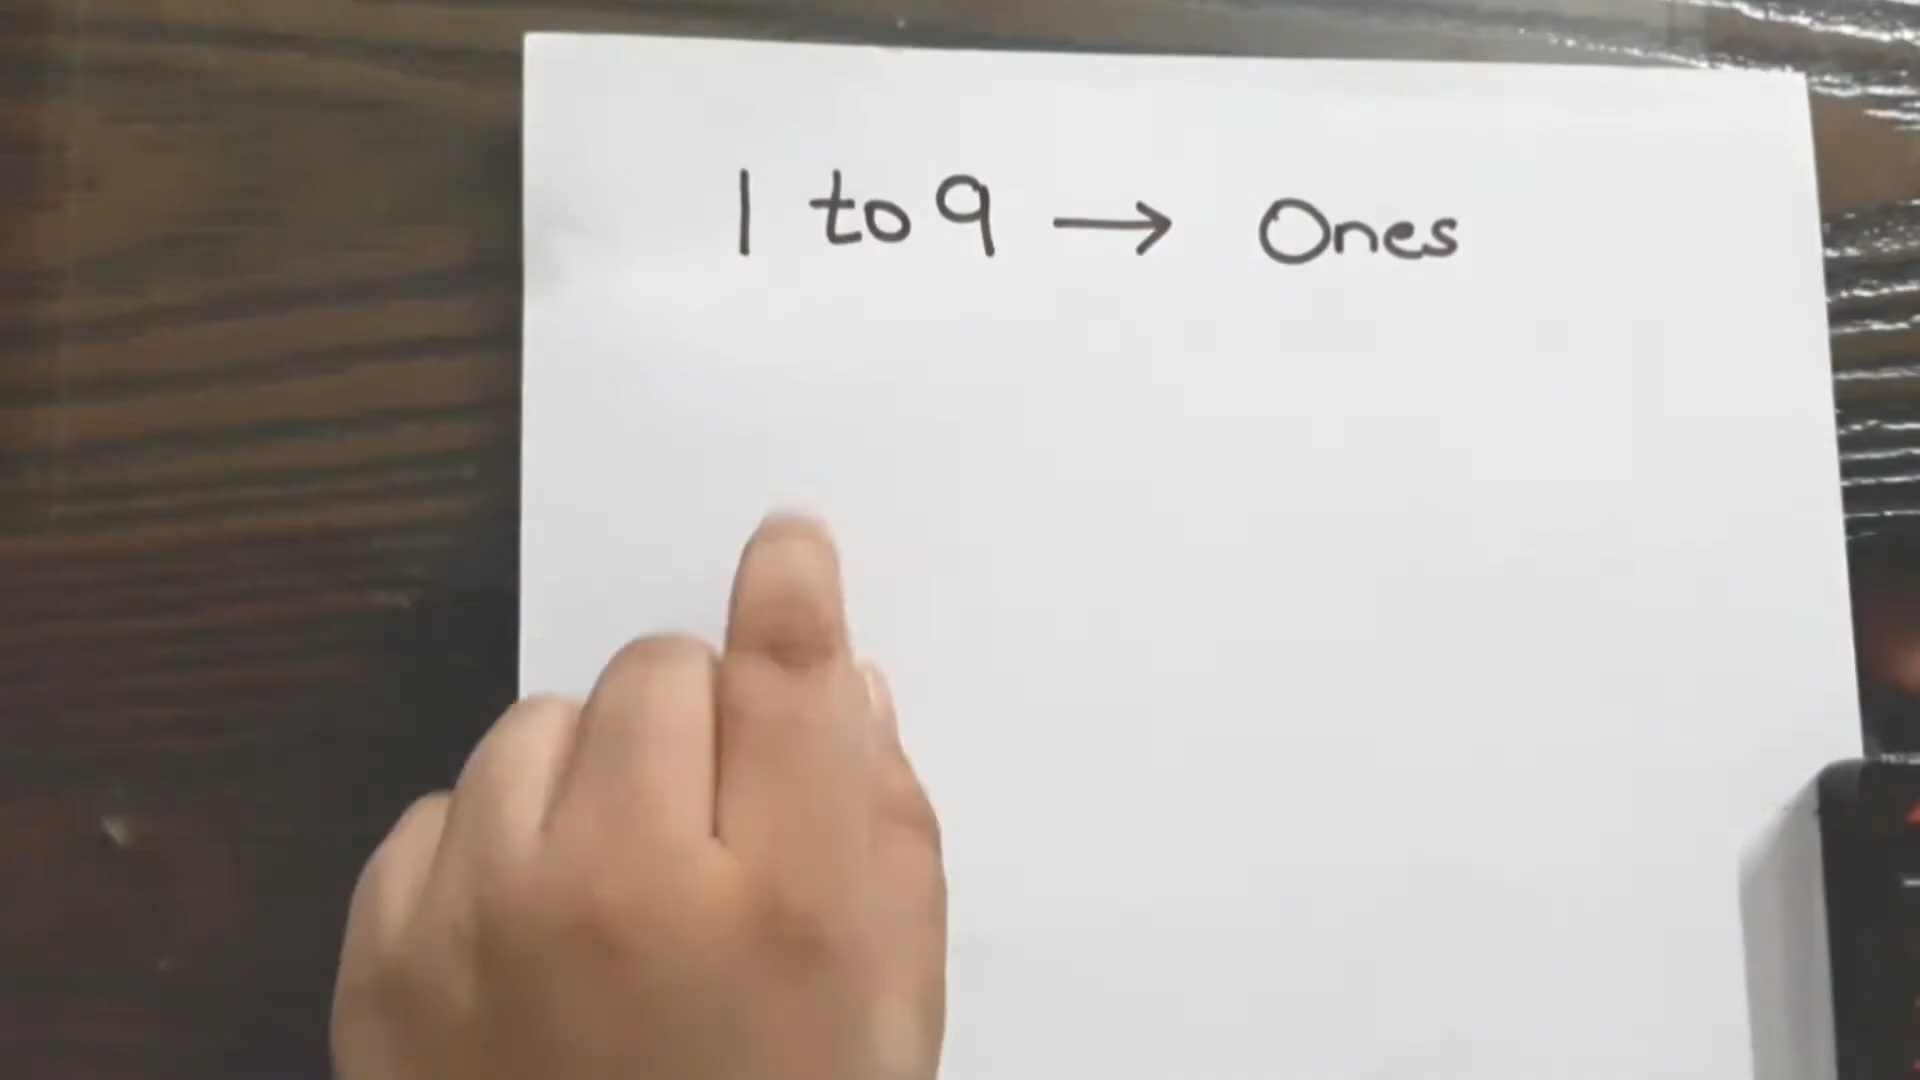 1 to 9 → Ones